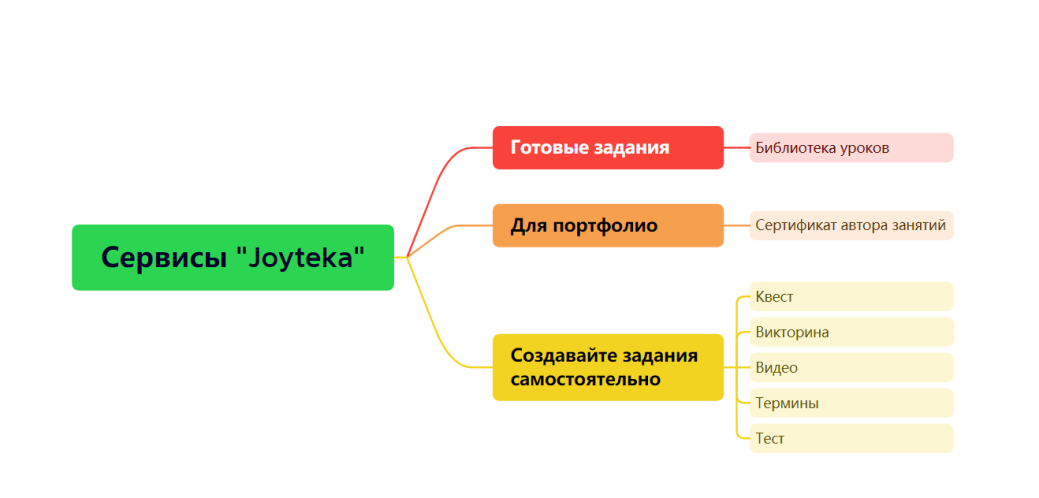 Готовые задания
Библиотека уроков
Для портфолио
Сертификат автора занятий
Сервисы "Joyteka"
Создавайте задания
самостоятельно
Квест
Викторина
Видео
Термины
Тест